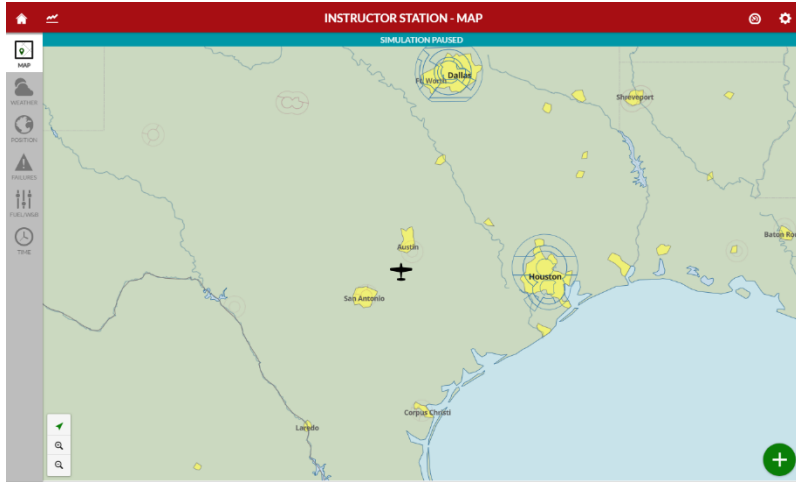 INSTRUCTOR STATION - MAP
SIMULATION PAUSED
MAP
WEATHER
POSITION
FAILURES
FUEL/W&B
TIME
Dallas
Ft. Worth
Shreveport
Austin
Baton Ro
Houston
San Antonio
Corpus Christi
Laredo